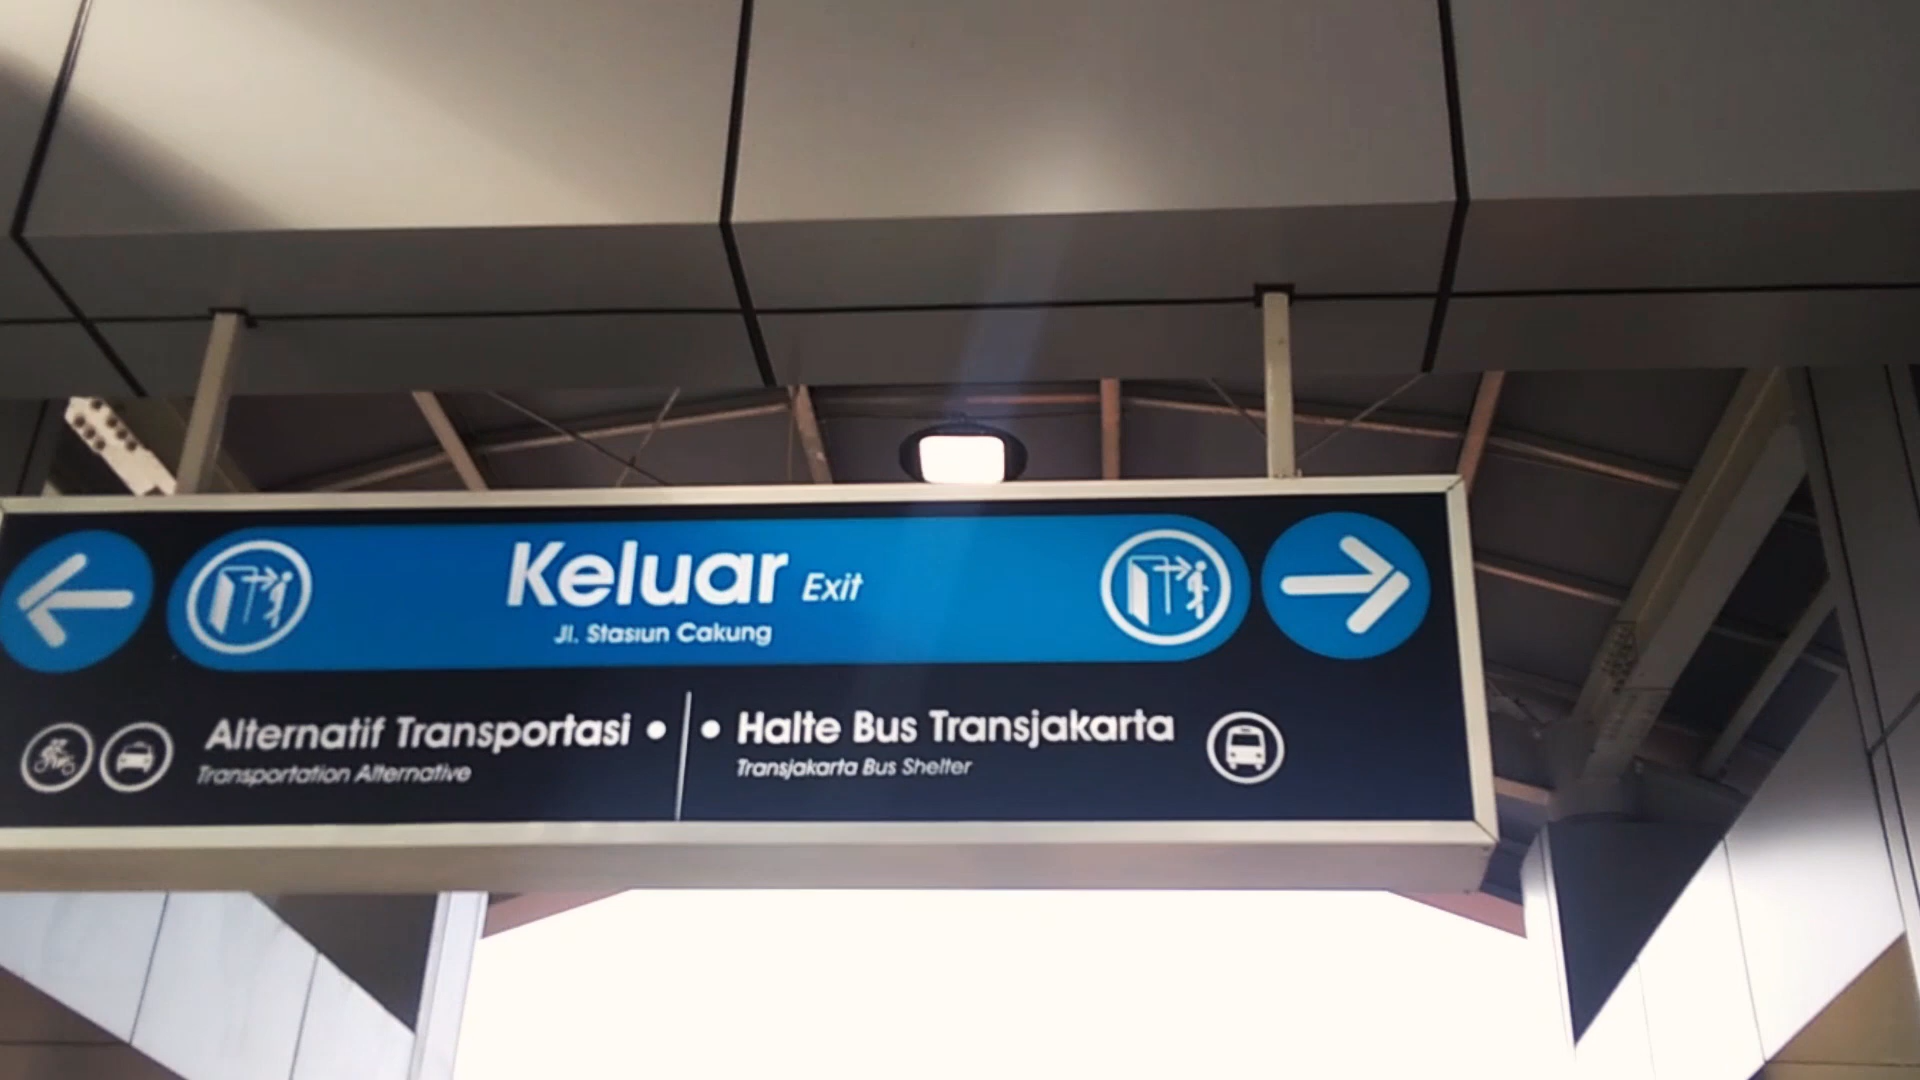 Keluar Exit
Jl. Stasiun Cakung
Alternatif Transportasi •
Transportation Alternative
• Halte Bus Transjakarta
Transjakarta Bus Shelter